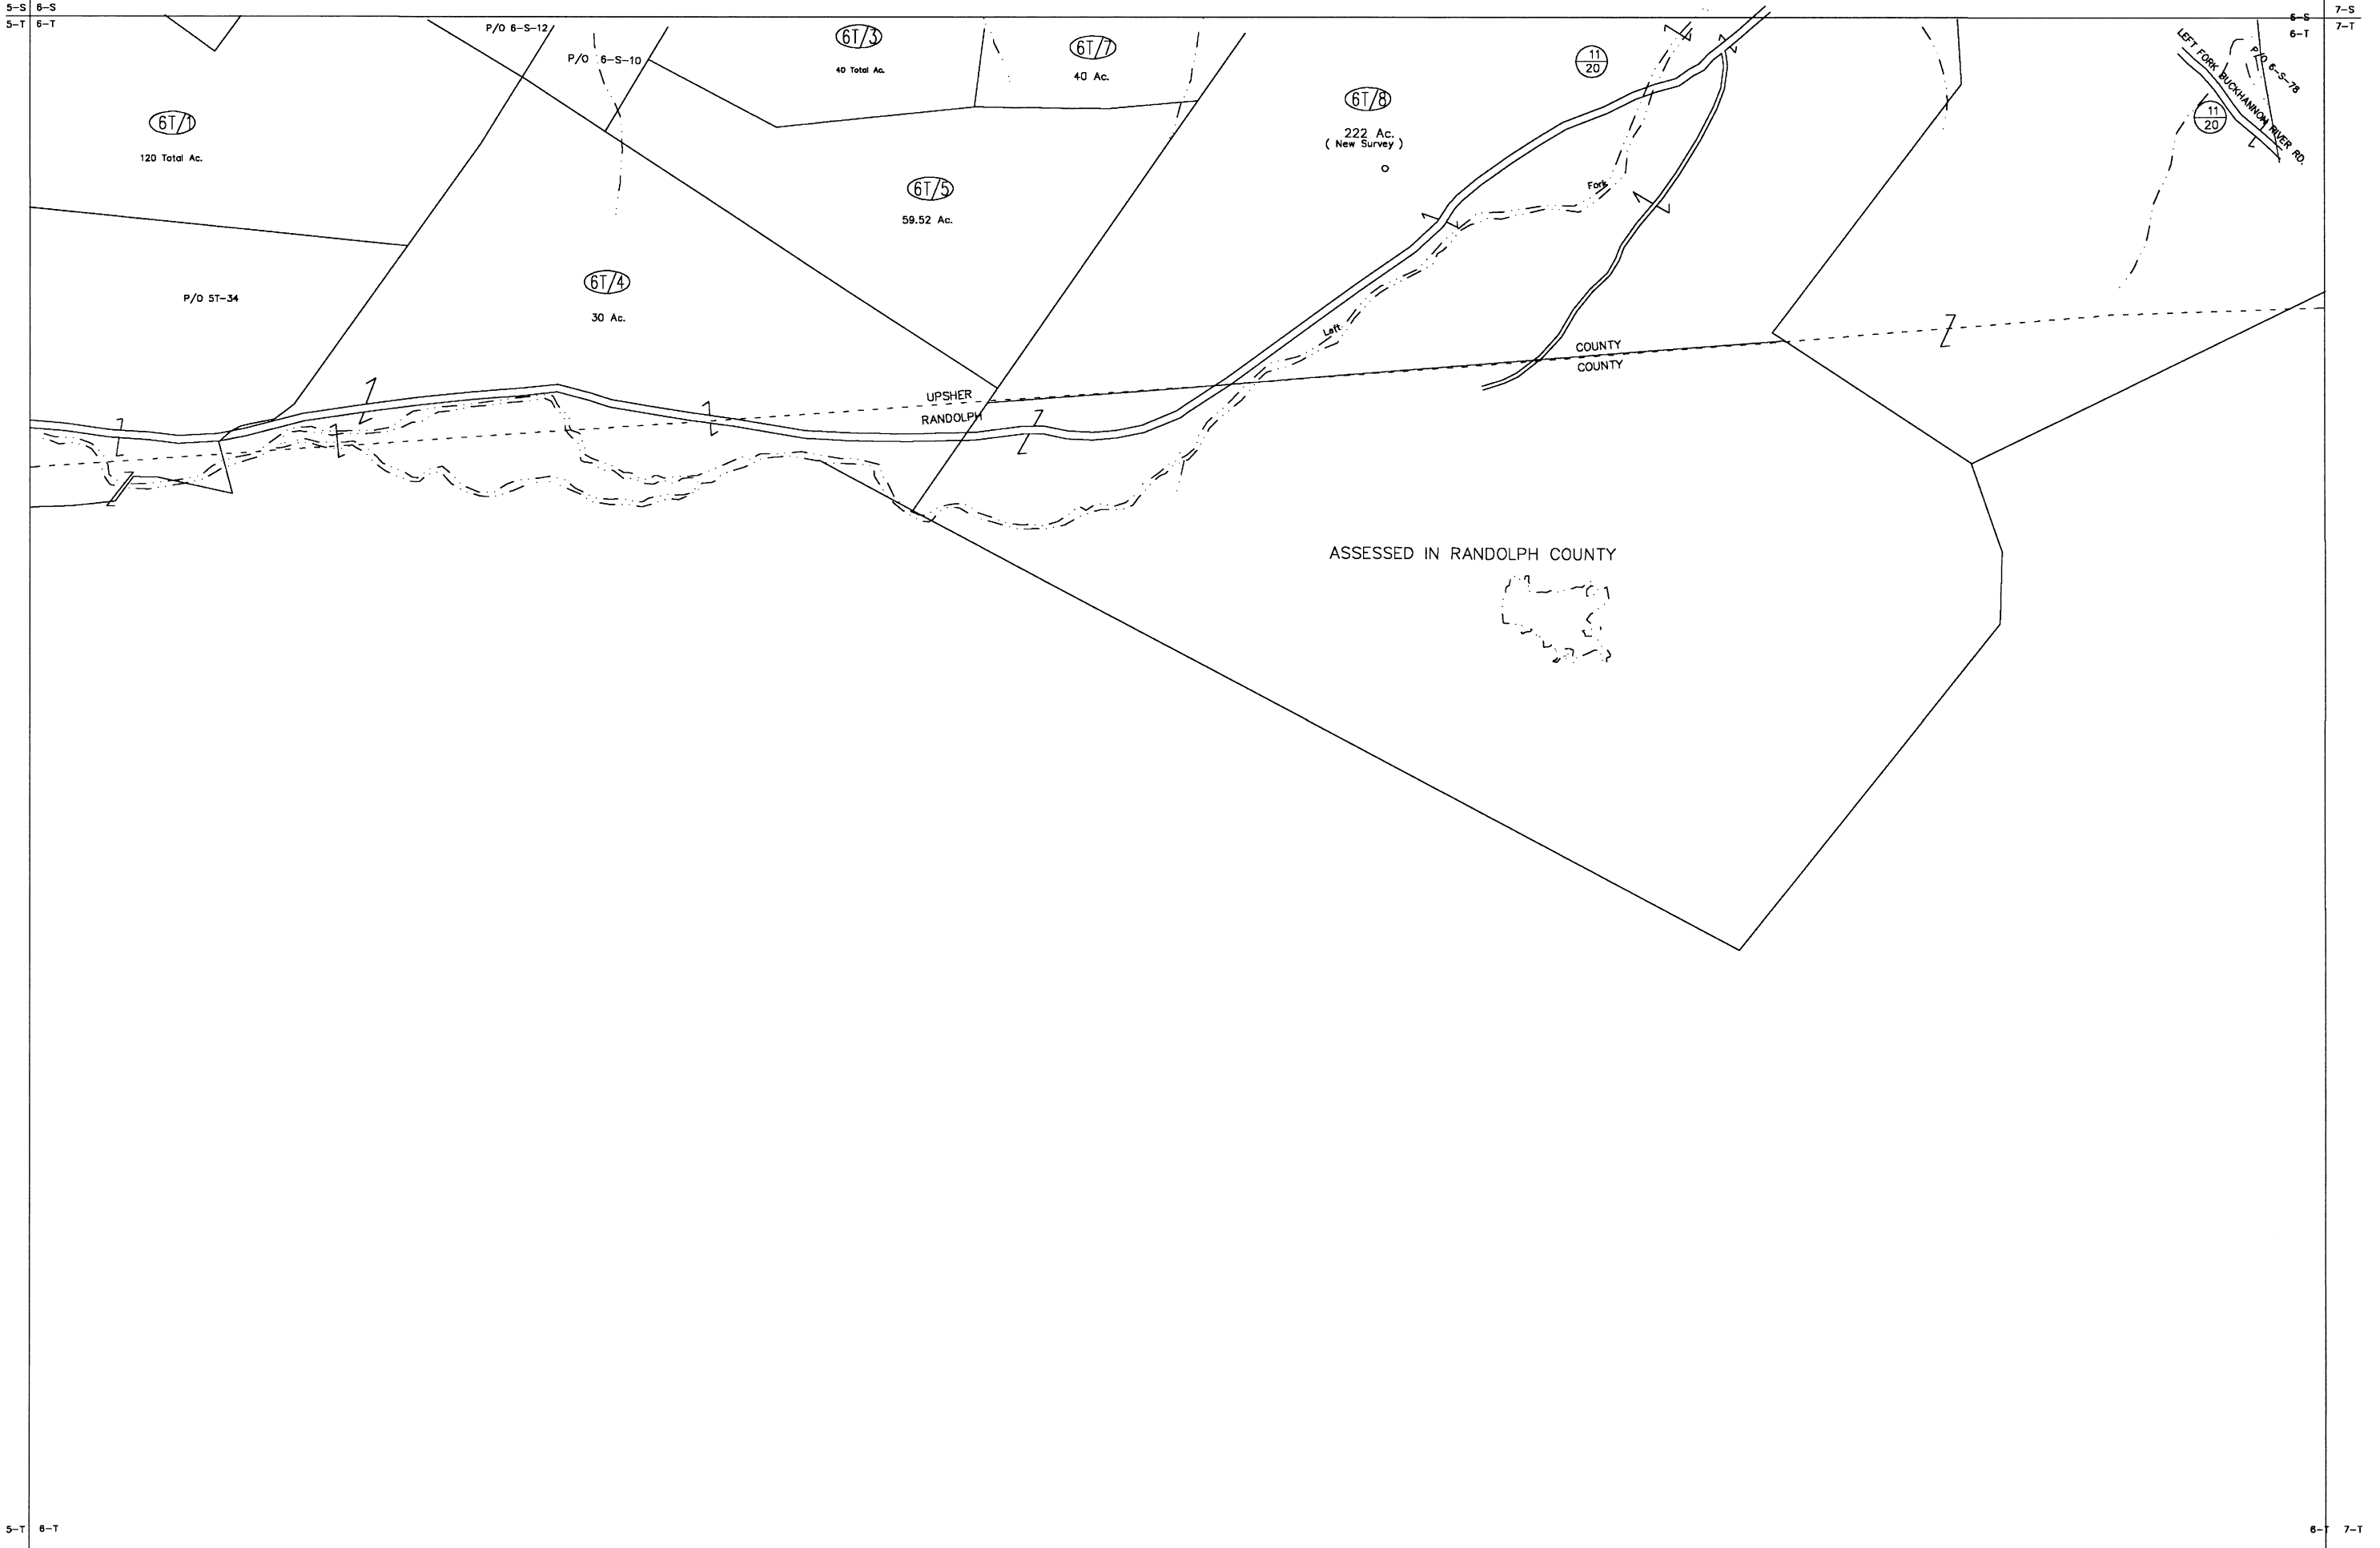 5-S 6-S
7-S
5-T 6-T
6-S
7-T
6-T
P/O 6-S-12
P/O 6-S-10
6T/3
40 Total Ac.
6T/7
40 Ac.
11
20
6T/8
222 Ac.
( New Survey )
LEFT FORK BUCKHANNON RIVER RD.
P/O 6-S-78
11
20
6T/1
120 Total Ac.
6T/5
59.52 Ac.
Fork
P/O 5T-34
6T/4
30 Ac.
Left
COUNTY
COUNTY
UPSHER
RANDOLPH
ASSESSED IN RANDOLPH COUNTY
5-T 6-T
6-T 7-T